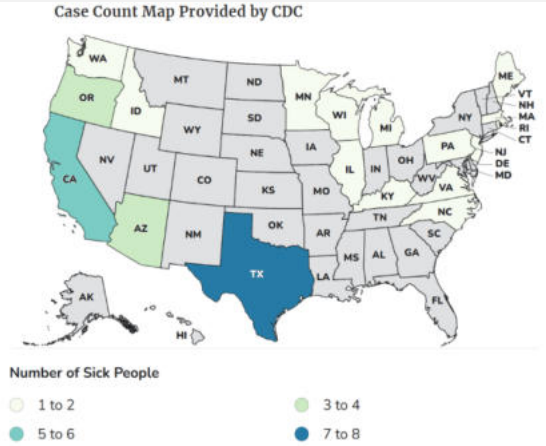 Case Count Map Provided by CDC
WA
MT
ND
MN
ME
VT
NH
MA
RI
CT
NJ
DE
MD
OR
ID
WY
SD
WI
MI
NY
PA
NV
UT
CO
NE
IA
IL
IN
OH
WV
VA
CA
KS
MO
KY
NC
AZ
NM
OK
AR
TN
SC
TX
LA
MS
AL
GA
FL
AK
HI
Number of Sick People
1 to 2
3 to 4
5 to 6
7 to 8